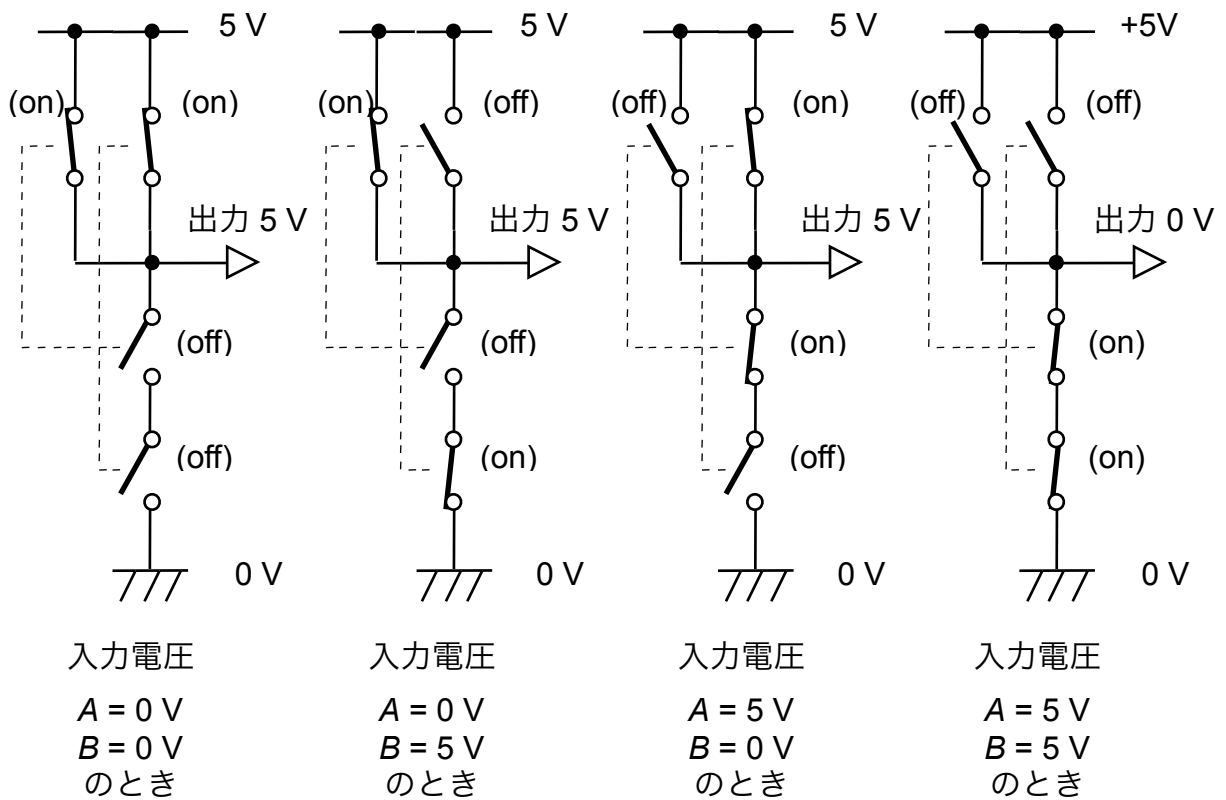 5 V
(on)
(on)
出力 5 V
(off)
(off)
0 V
入力電圧
A = 0 V
B = 0 V
のとき
5 V
(on)
(off)
出力 5 V
(off)
(on)
0 V
入力電圧
A = 0 V
B = 5 V
のとき
5 V
(off)
(on)
出力 5 V
(on)
(off)
0 V
入力電圧
A = 5 V
B = 0 V
のとき
+5V
(off)
(off)
出力 0 V
(on)
(on)
0 V
入力電圧
A = 5 V
B = 5 V
のとき